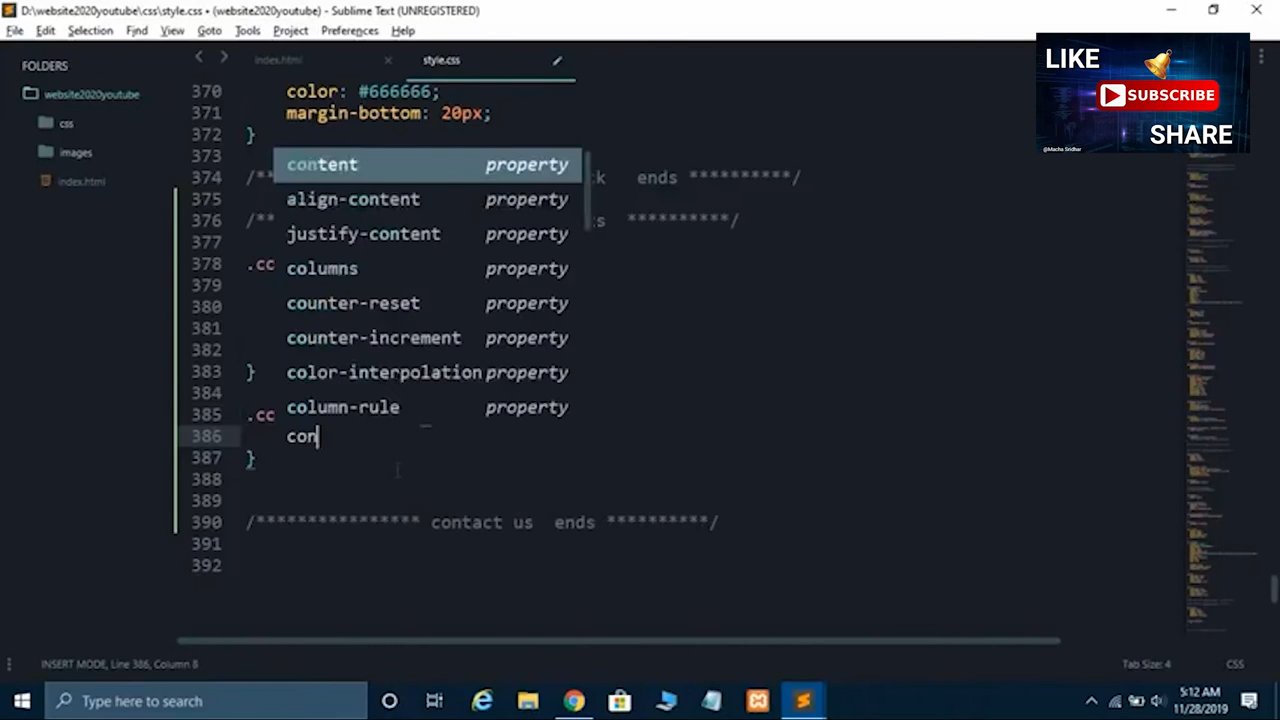 D:\website2020youtube\css\style.css • (website2020youtube) - Sublime Text (UNREGISTERED)
File Edit Selection Find View Goto Tools Project Preferences Help
FOLDERS
website2020youtube
css
images
index.html
index.html
style.css
370 color: #666666;
371 margin-bottom: 20px;
372 }
373
374 /** k ends **********/
375
376 /** ts **********/
377
378 .cc
379
380
381
382
383 }
384
385 .cc
386 con
387 }
388
389
390 /*************** contact us ends **********/
391
392
content property
align-content property
justify-content property
columns property
counter-reset property
counter-increment property
color-interpolation property
column-rule property
LIKE
SUBSCRIBE
SHARE
@Macha Sridhar
INSERT MODE, Line 386, Column 8
Tab Size: 4
CSS
Type here to search
5:12 AM
11/28/2019